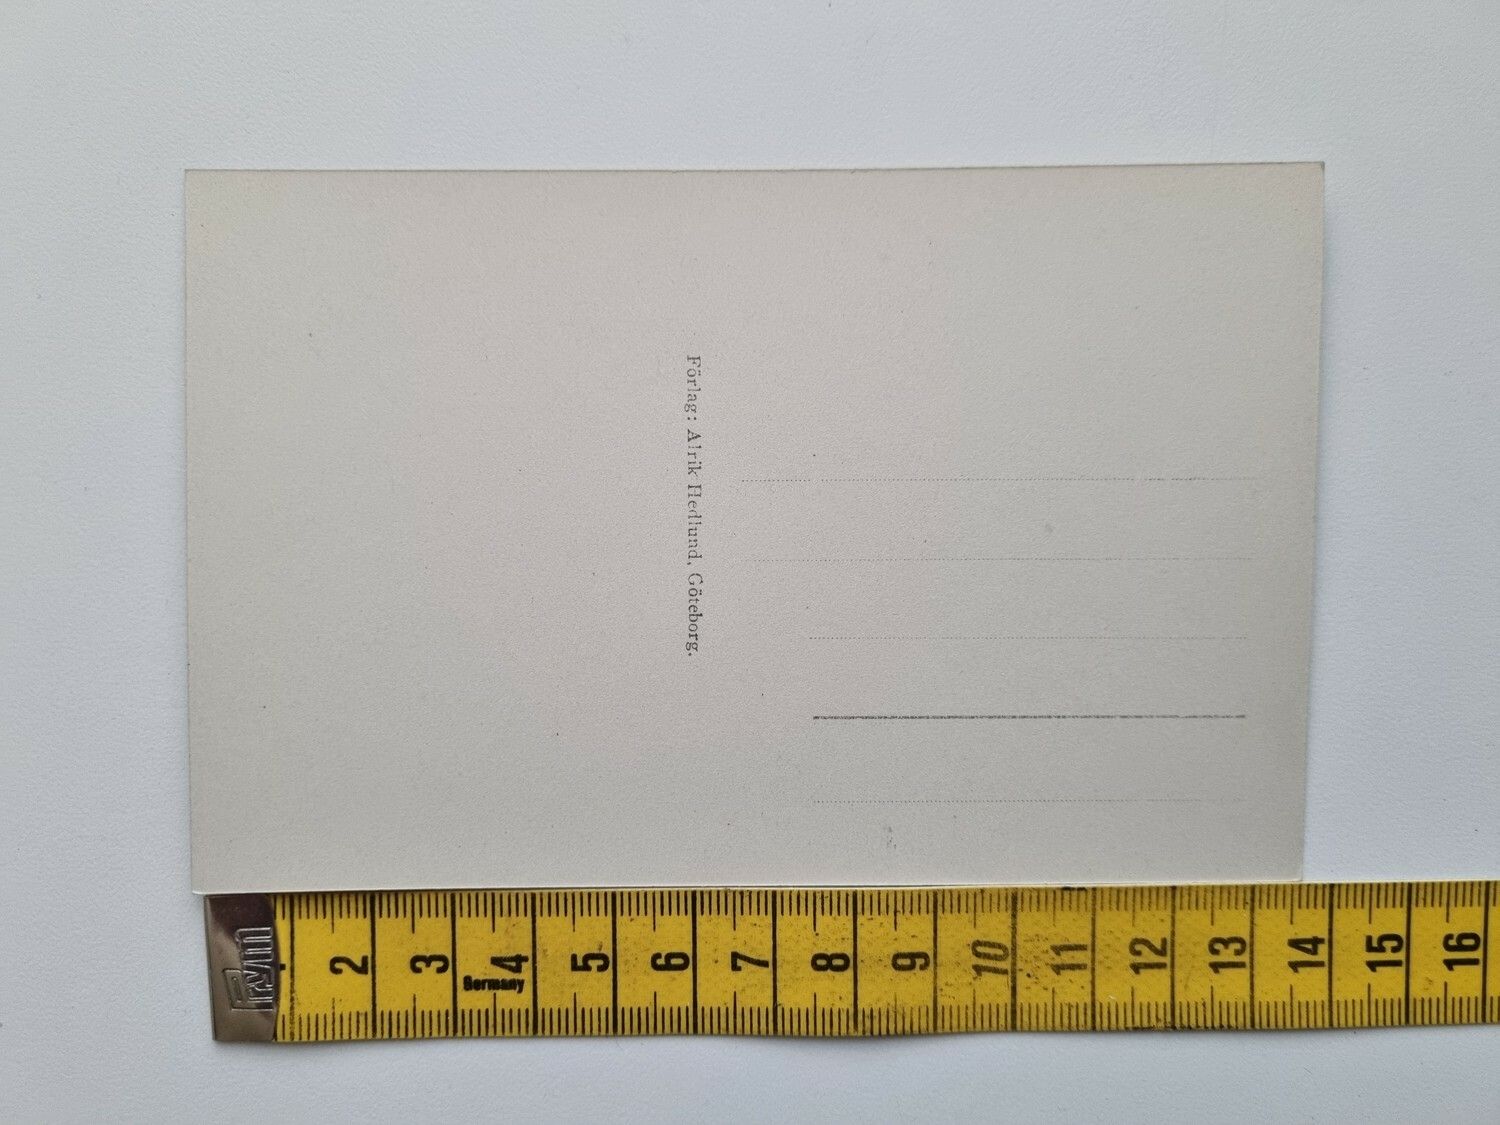 Förlag: Alrik Hedlund, Göteborg.
Prym
2 3 4 5 6 7 8 9 10 11 12 13 14 15 16
Germany